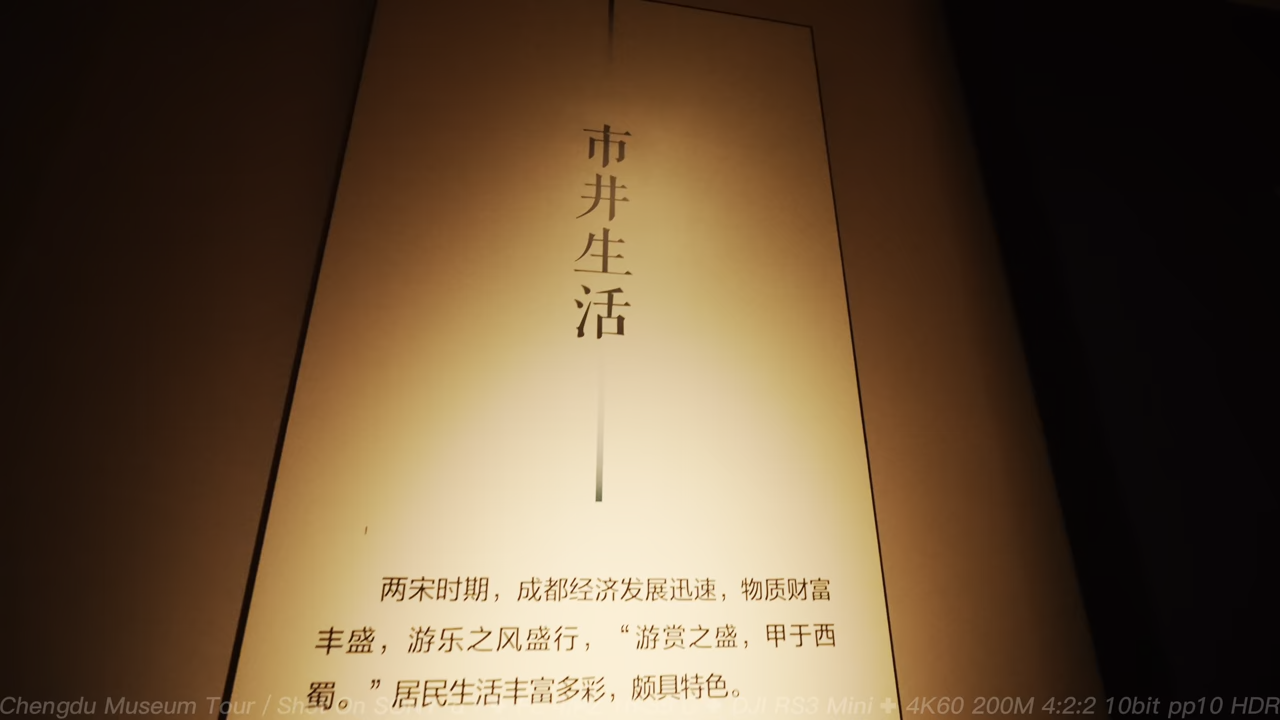 市井生活
两宋时期，成都经济发展迅速，物质财富
丰盛，游乐之风盛行，“游赏之盛，甲于西
蜀。”居民生活丰富多彩，颇具特色。
Chengdu Museum Tour / Shot On DJI RS3 Mini + 4K60 200M 4:2:2 10bit pp10 HDR